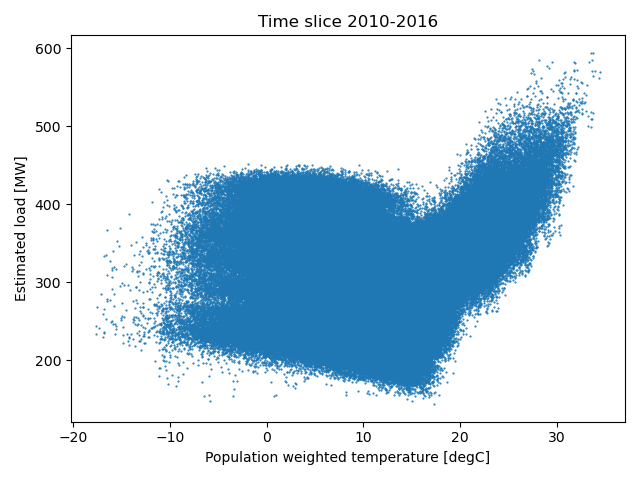 Time slice 2010-2016
600
500
400
300
200
Estimated load [MW]
−20 −10 0 10 20 30
Population weighted temperature [degC]